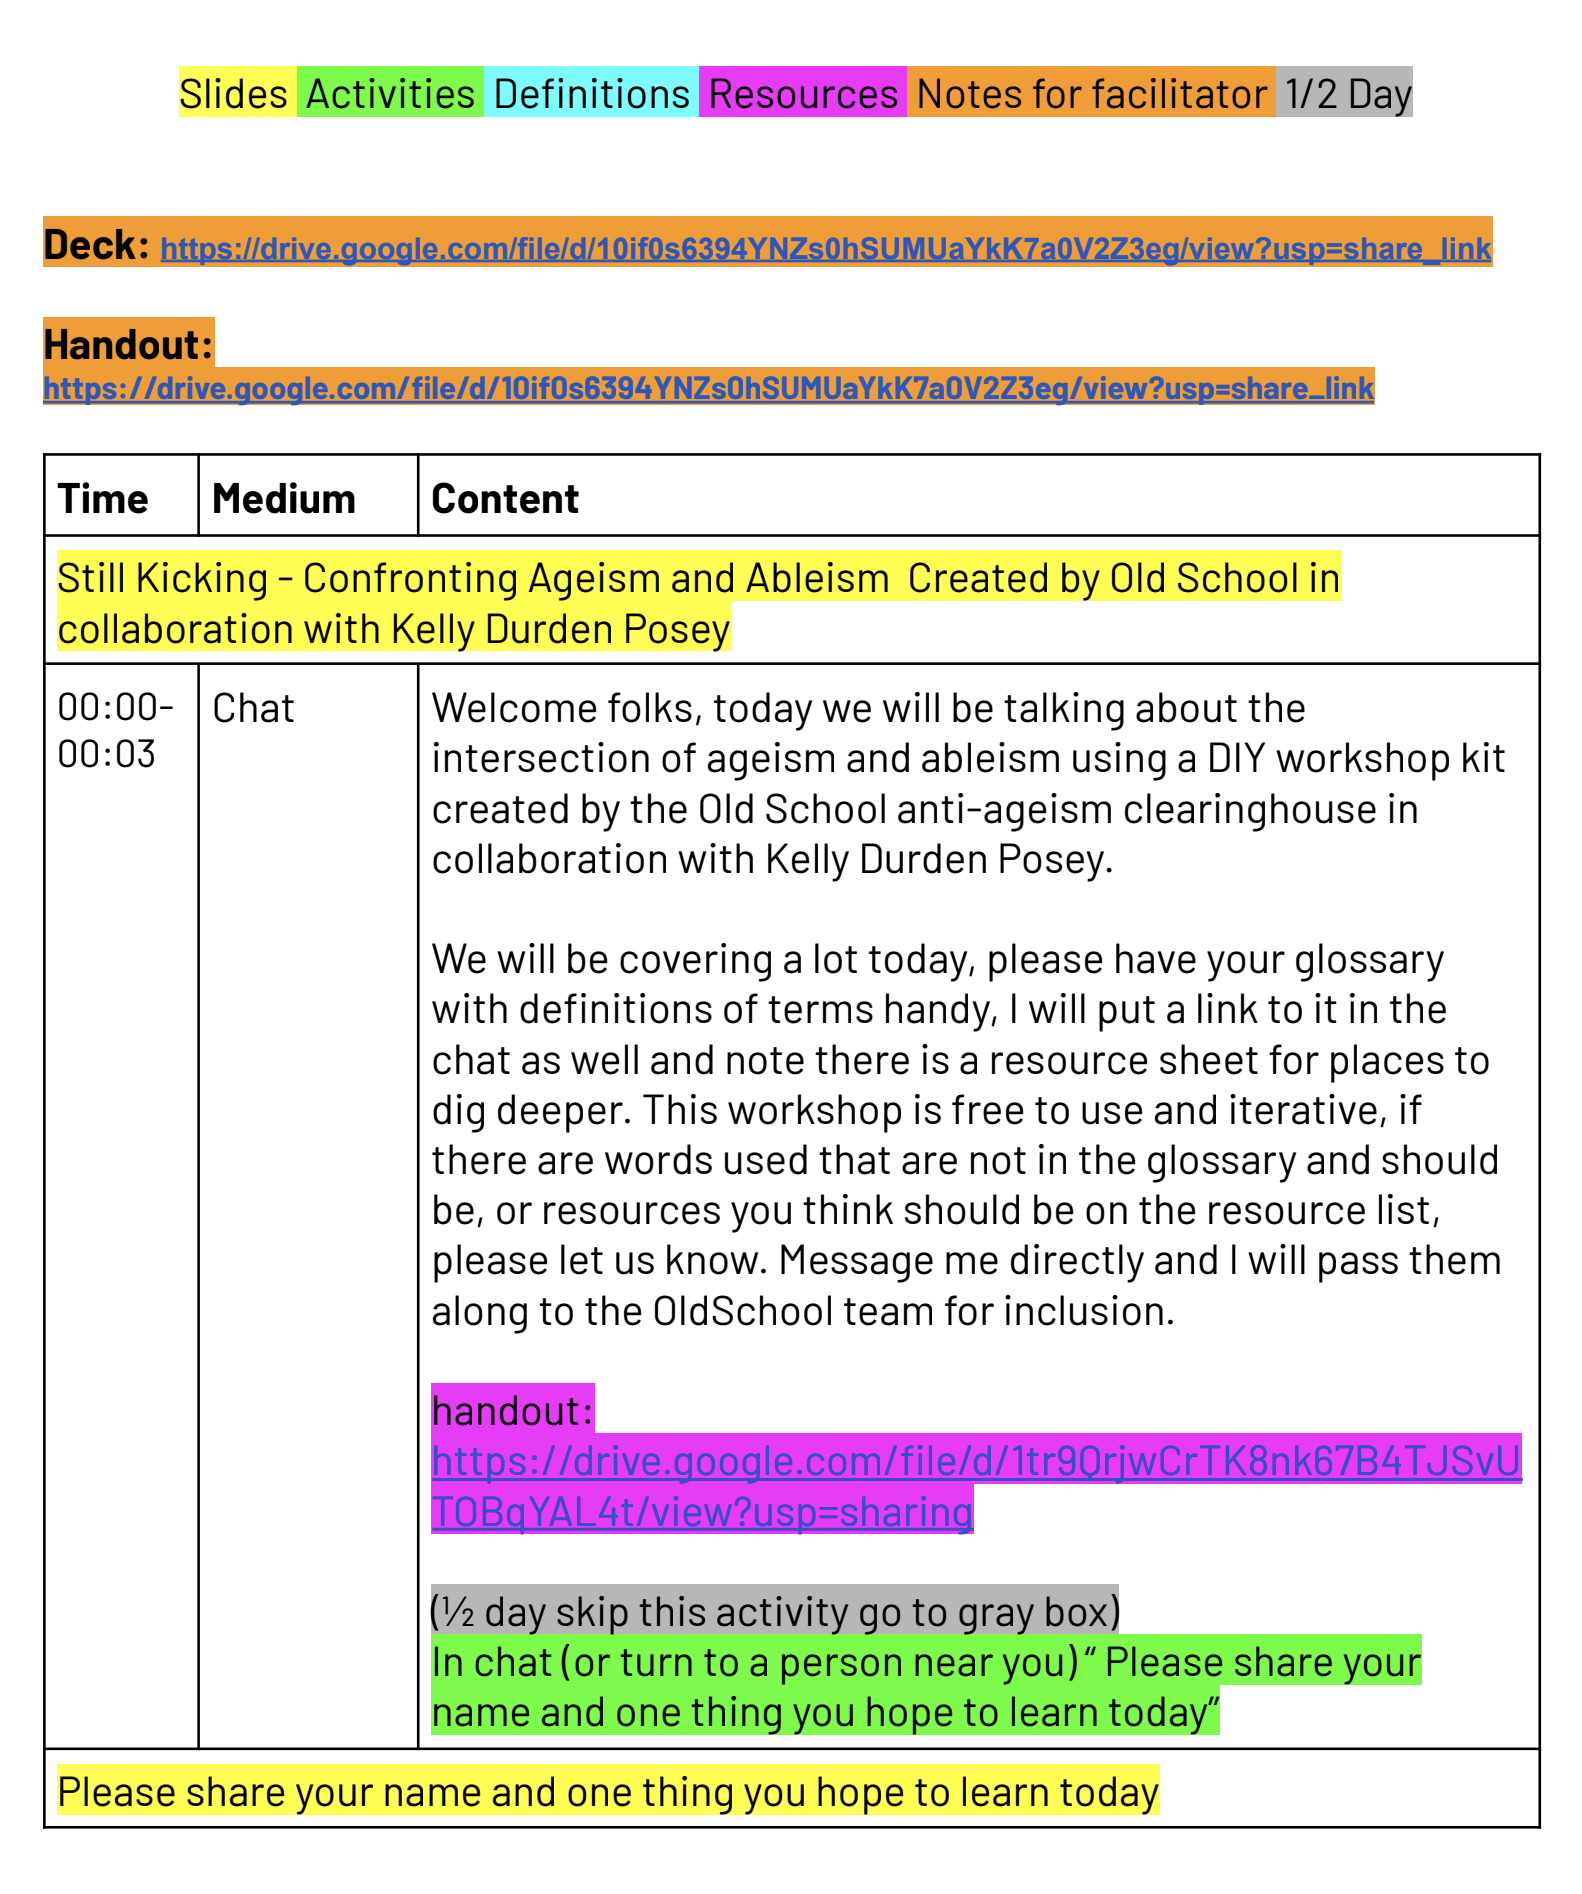 Slides Activities Definitions Resources Notes for facilitator 1/2 Day
Deck: https://drive.google.com/file/d/10if0s6394YNZs0hSUMUaYkK7a0V2Z3eg/view?usp=share_link
Handout:
https://drive.google.com/file/d/10if0s6394YNZs0hSUMUaYkK7a0V2Z3eg/view?usp=share_link
Time Medium Content
Still Kicking - Confronting Ageism and Ableism  Created by Old School in
collaboration with Kelly Durden Posey
00:00-
00:03
Chat
Welcome folks, today we will be talking about the
intersection of ageism and ableism using a DIY workshop kit
created by the Old School anti-ageism clearinghouse in
collaboration with Kelly Durden Posey.
We will be covering a lot today, please have your glossary
with definitions of terms handy, I will put a link to it in the
chat as well and note there is a resource sheet for places to
dig deeper. This workshop is free to use and iterative, if
there are words used that are not in the glossary and should
be, or resources you think should be on the resource list,
please let us know. Message me directly and I will pass them
along to the OldSchool team for inclusion.
handout:
https://drive.google.com/file/d/1tr9QrjwCrTK8nk67B4TJSvU
TOBqYAL4t/view?usp=sharing
(½ day skip this activity go to gray box)
In chat (or turn to a person near you) “ Please share your
name and one thing you hope to learn today”
Please share your name and one thing you hope to learn today